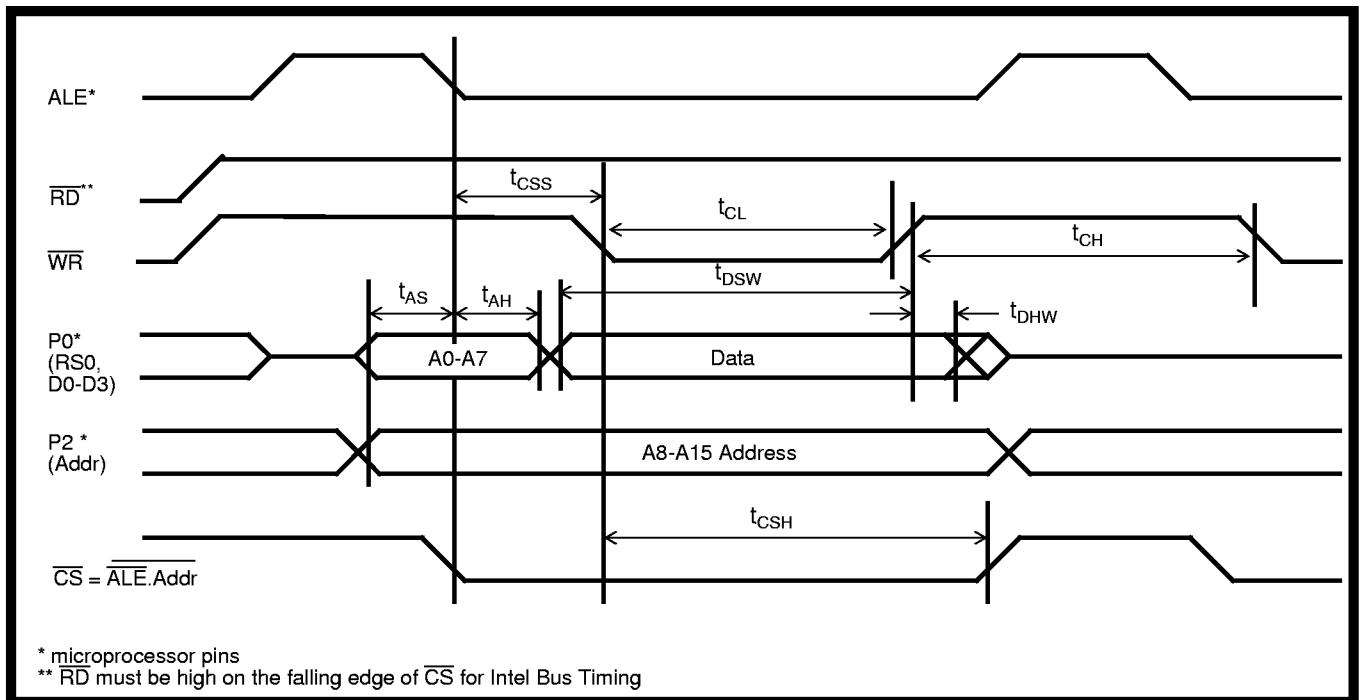 ALE*
RD**
tCSS
tCL
WR
tCH
tDSW
tAS
tAH
tDHW
P0*
(RS0,
D0-D3)
A0-A7
Data
P2 *
(Addr)
A8-A15 Address
tCSH
CS = ALE.Addr
* microprocessor pins
** RD must be high on the falling edge of CS for Intel Bus Timing